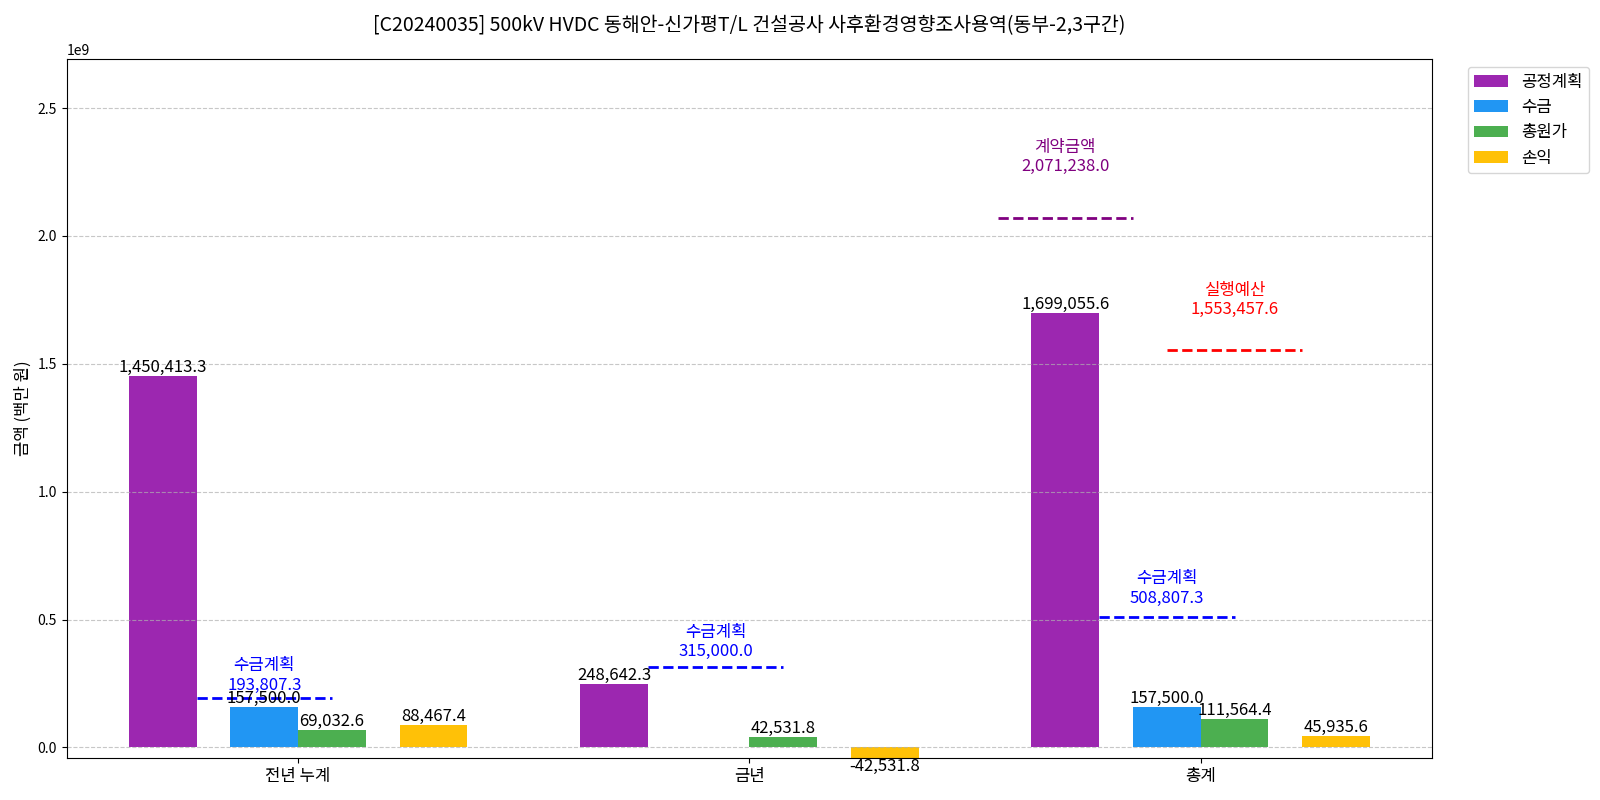 [C20240035] 500kV HVDC 동해안-신가평T/L 건설공사 사후환경영향조사용역(동부-2,3구간)
1e9
공정계획
수금
총원가
손익
금액 (백만 원)
2.5
2.0
1.5
1.0
0.5
0.0
계약금액
2,071,238.0
실행예산
1,553,457.6
1,699,055.6
1,450,413.3
수금계획
508,807.3
수금계획
315,000.0
수금계획
193,807.3
248,642.3
157,500.0
69,032.6
88,467.4
42,531.8
-42,531.8
157,500.0
111,564.4
45,935.6
전년 누계
금년
총계